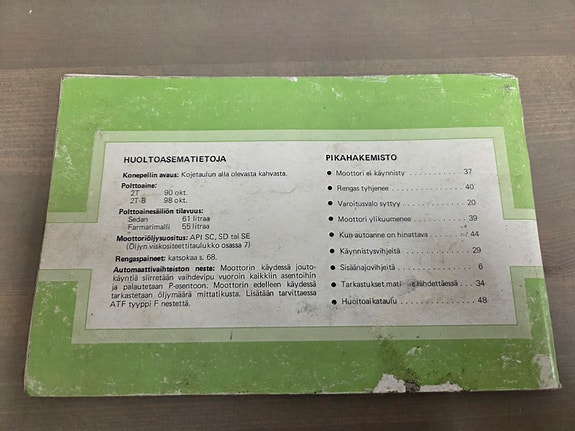 HUOLTOASEMATIETOJA
Konepellin avaus: Kojetaulun alla olevasta kahvasta.
Polttoaine:
2T 90 okt.
2T-B 98 okt.
Polttoainesäiliön tilavuus:
Sedan 61 litraa
Farmarimalli 55 litraa
Moottoriöljysuositus: API SC, SD tai SE
(Öljyn viskositeettitaulukko osassa 7)
Rengaspaineet: katsokaa s. 68.
Automaattivaihteiston neste: Moottorin käydessä jouto-
käyntiä siirretään vaihdevipu vuoroin kaikkiin asentoihin
ja palautetaan P-asentoon. Moottorin edelleen käydessä
tarkastetaan öljymäärä mittatikusta. Lisätään tarvittaessa
ATF tyyppi F nestettä.
PIKAHAKEMISTO
● Moottori ei käynnisty . . . . . . . . . . . . 37
● Rengas tyhjenee . . . . . . . . . . . . 40
● Varoitusvalo syttyy . . . . . . . . . . . . 20
● Moottori ylikuumenee . . . . . . . . . . . . 39
● Kun autoanne on hinattava . . . . . . . . 44
● Käynnistysvihjeitä . . . . . . . . . . . . 29
● Sisäänajovihjeitä . . . . . . . . . . . . 6
● Tarkastukset lähdettäessä . . . . 34
● Huoltoaikataulu . . . . . . . . . . . . 48